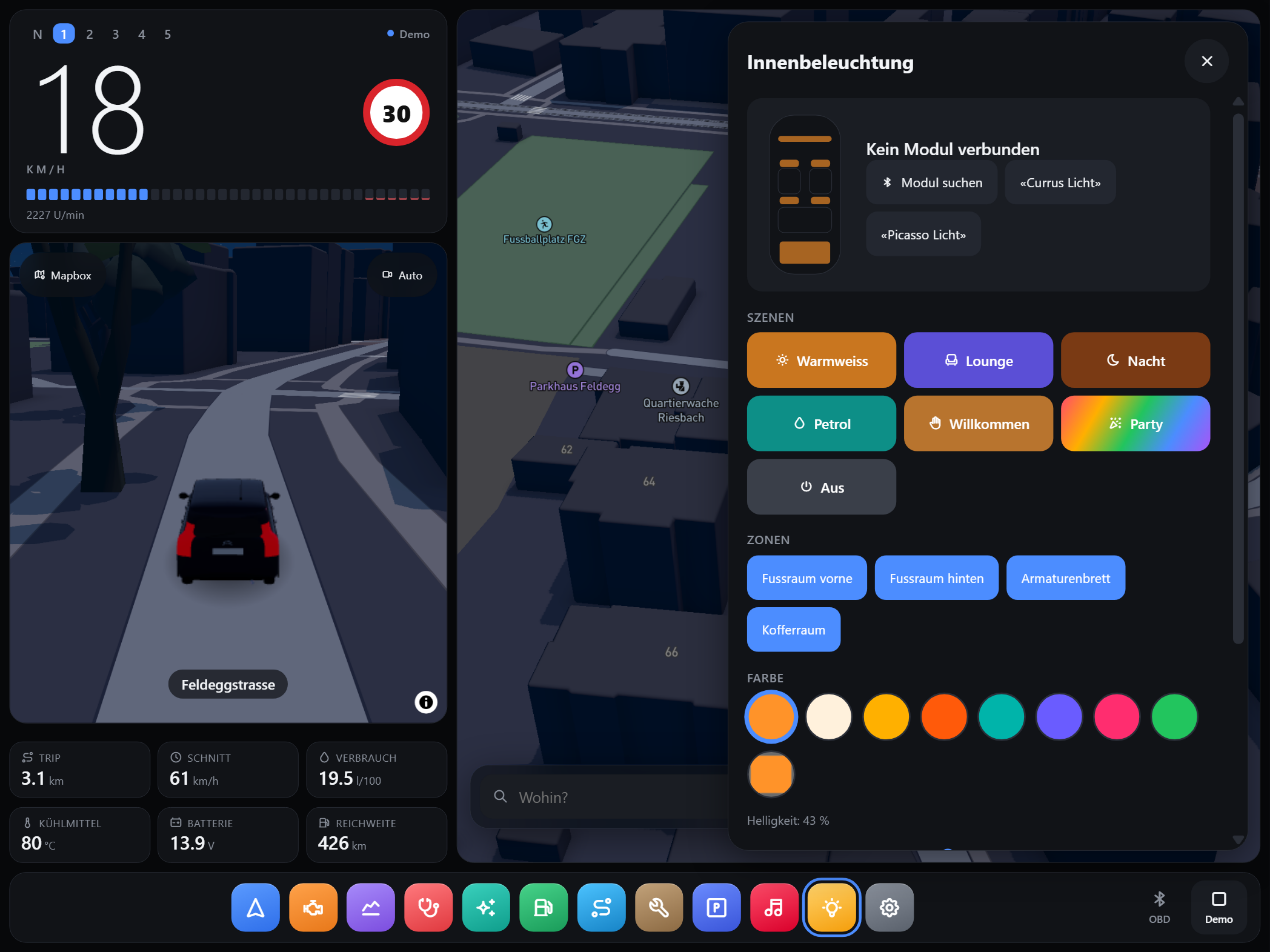 N 1 2 3 4 5
Demo
18
30
KM/H
2227 U/min
Mapbox
Auto
Feldeggstrasse
TRIP
3.1 km
SCHNITT
61 km/h
VERBRAUCH
19.5 l/100
KÜHLMITTEL
80 °C
BATTERIE
13.9 V
REICHWEITE
426 km
Fussballplatz FGZ
P
Parkhaus Feldegg
Quartierwache
Riesbach
62
64
66
Wohin?
Innenbeleuchtung
Kein Modul verbunden
Modul suchen
«Currus Licht»
«Picasso Licht»
SZENEN
Warmweiss
Lounge
Nacht
Petrol
Willkommen
Party
Aus
ZONEN
Fussraum vorne
Fussraum hinten
Armaturenbrett
Kofferraum
FARBE
Helligkeit: 43 %
P
OBD
Demo